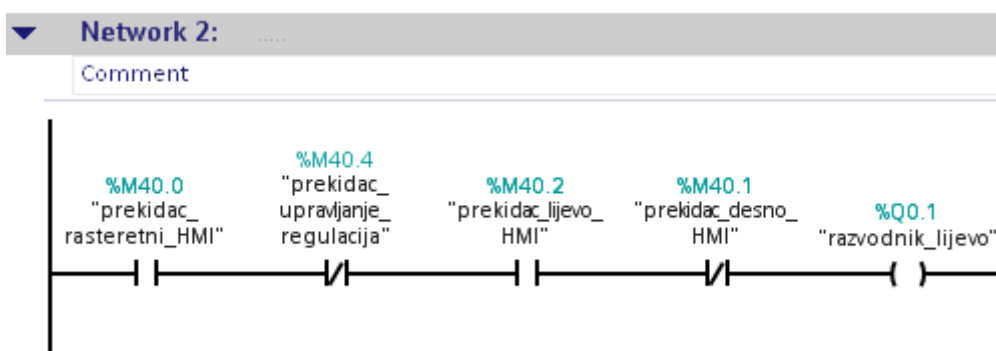 Network 2: .....
Comment
%M40.0
"prekidac_
rasteretni_HMI"
%M40.4
"prekidac_
upravljanje_
regulacija"
%M40.2
"prekidac_lijevo_
HMI"
%M40.1
"prekidac_desno_
HMI"
%Q0.1
"razvodnik_lijevo"